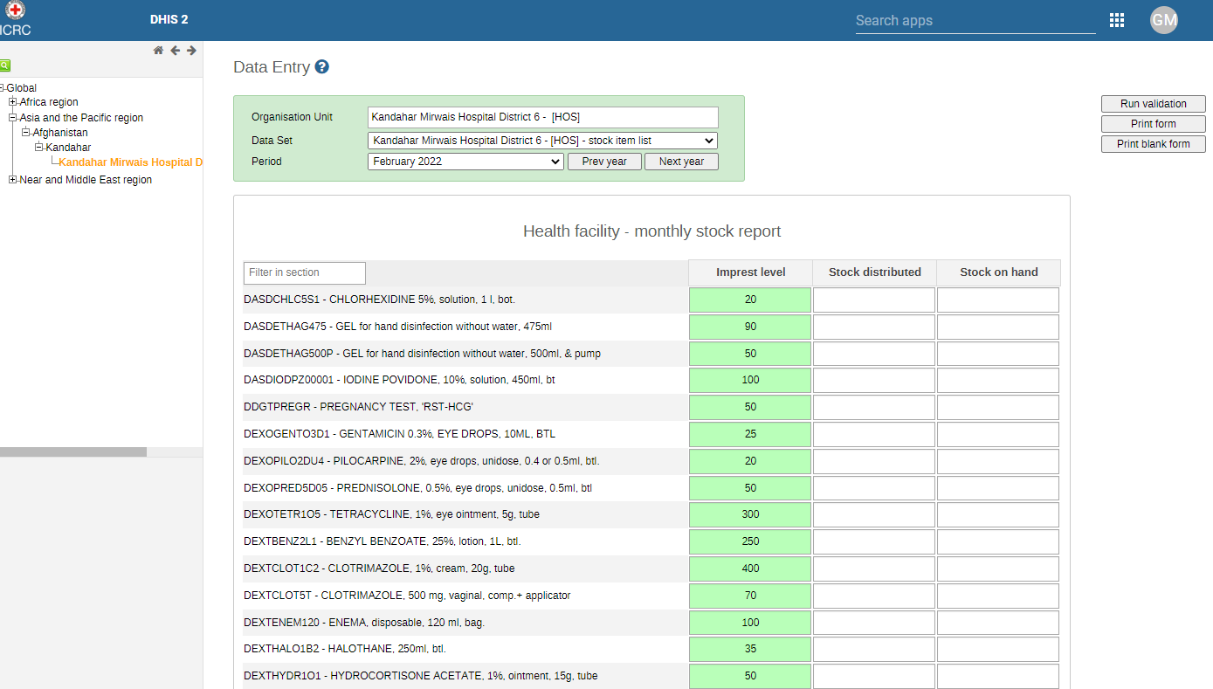 ICRC
DHIS 2
Search apps
GM
Global
Africa region
Asia and the Pacific region
Afghanistan
Kandahar
Kandahar Mirwais Hospital D
Near and Middle East region
Data Entry ?
Organisation Unit Kandahar Mirwais Hospital District 6 - [HOS]
Data Set Kandahar Mirwais Hospital District 6 - [HOS] - stock item list
Period February 2022 Prev year Next year
Run validation
Print form
Print blank form
Health facility - monthly stock report
Filter in section Imprest level Stock distributed Stock on hand
DASDCHLC5S1 - CHLORHEXIDINE 5%, solution, 1 l, bot. 20
DASDETHAG475 - GEL for hand disinfection without water, 475ml 90
DASDETHAG500P - GEL for hand disinfection without water, 500ml, & pump 50
DASDIODPZ00001 - IODINE POVIDONE, 10%, solution, 450ml, bt 100
DDGTPREGR - PREGNANCY TEST, 'RST-HCG' 50
DEXOGENTO3D1 - GENTAMICIN 0.3%, EYE DROPS, 10ML, BTL 25
DEXOPILO2DU4 - PILOCARPINE, 2%, eye drops, unidose, 0.4 or 0.5ml, btl. 20
DEXOPRED5D05 - PREDNISOLONE, 0.5%, eye drops, unidose, 0.5ml, btl 50
DEXOTETR1O5 - TETRACYCLINE, 1%, eye ointment, 5g, tube 300
DEXTBENZ2L1 - BENZYL BENZOATE, 25%, lotion, 1L, btl. 250
DEXTCLOT1C2 - CLOTRIMAZOLE, 1%, cream, 20g, tube 400
DEXTCLOT5T - CLOTRIMAZOLE, 500 mg, vaginal, comp.+ applicator 70
DEXTENEM120 - ENEMA, disposable, 120 ml, bag. 100
DEXTHALO1B2 - HALOTHANE, 250ml, btl. 35
DEXTHYDR1O1 - HYDROCORTISONE ACETATE, 1%, ointment, 15g, tube 50